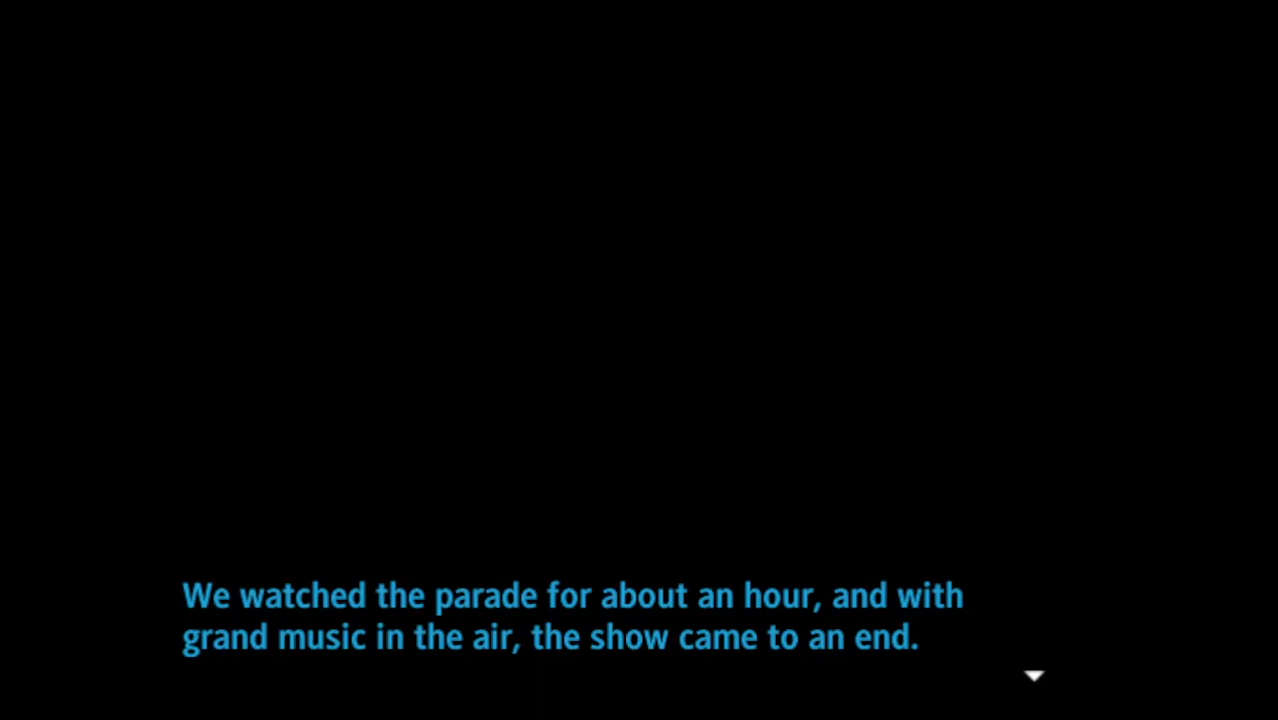 We watched the parade for about an hour, and with
grand music in the air, the show came to an end.